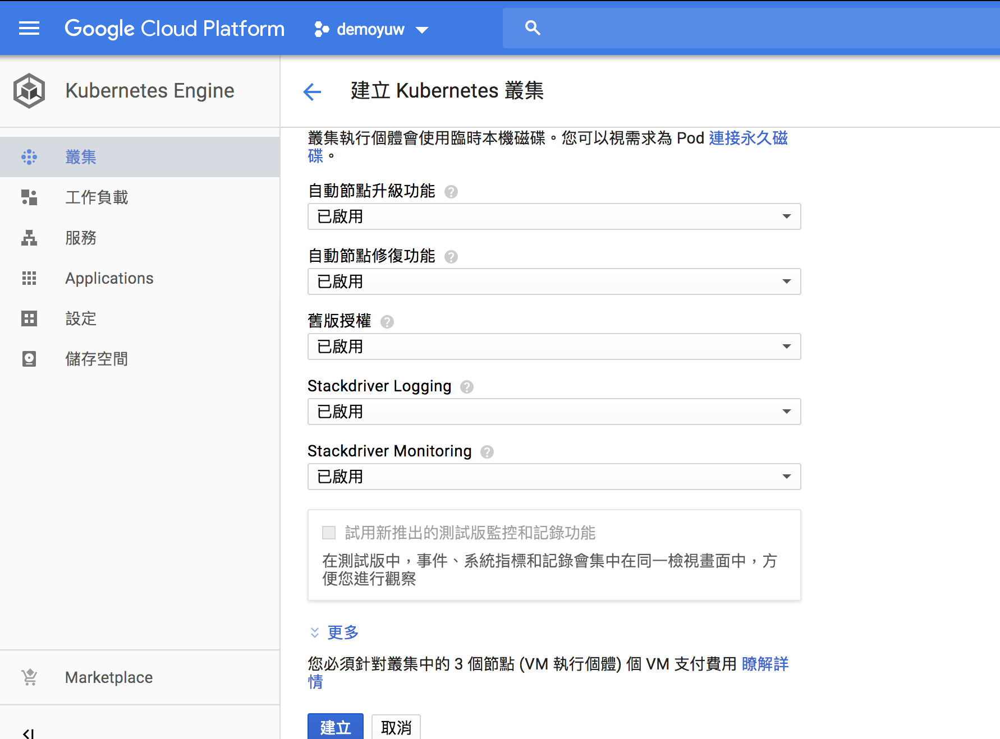 Google Cloud Platform
demoyuw
Kubernetes Engine
建立 Kubernetes 叢集
叢集
工作負載
服務
Applications
設定
儲存空間
Marketplace
叢集執行個體會使用臨時本機磁碟。您可以視需求為 Pod 連接永久磁
碟。
自動節點升級功能
已啟用
自動節點修復功能
已啟用
舊版授權
已啟用
Stackdriver Logging
已啟用
Stackdriver Monitoring
已啟用
試用新推出的測試版監控和記錄功能
在測試版中，事件、系統指標和記錄會集中在同一檢視畫面中，方
便您進行觀察
更多
您必須針對叢集中的 3 個節點 (VM 執行個體) 個 VM 支付費用 瞭解詳
情
建立
取消